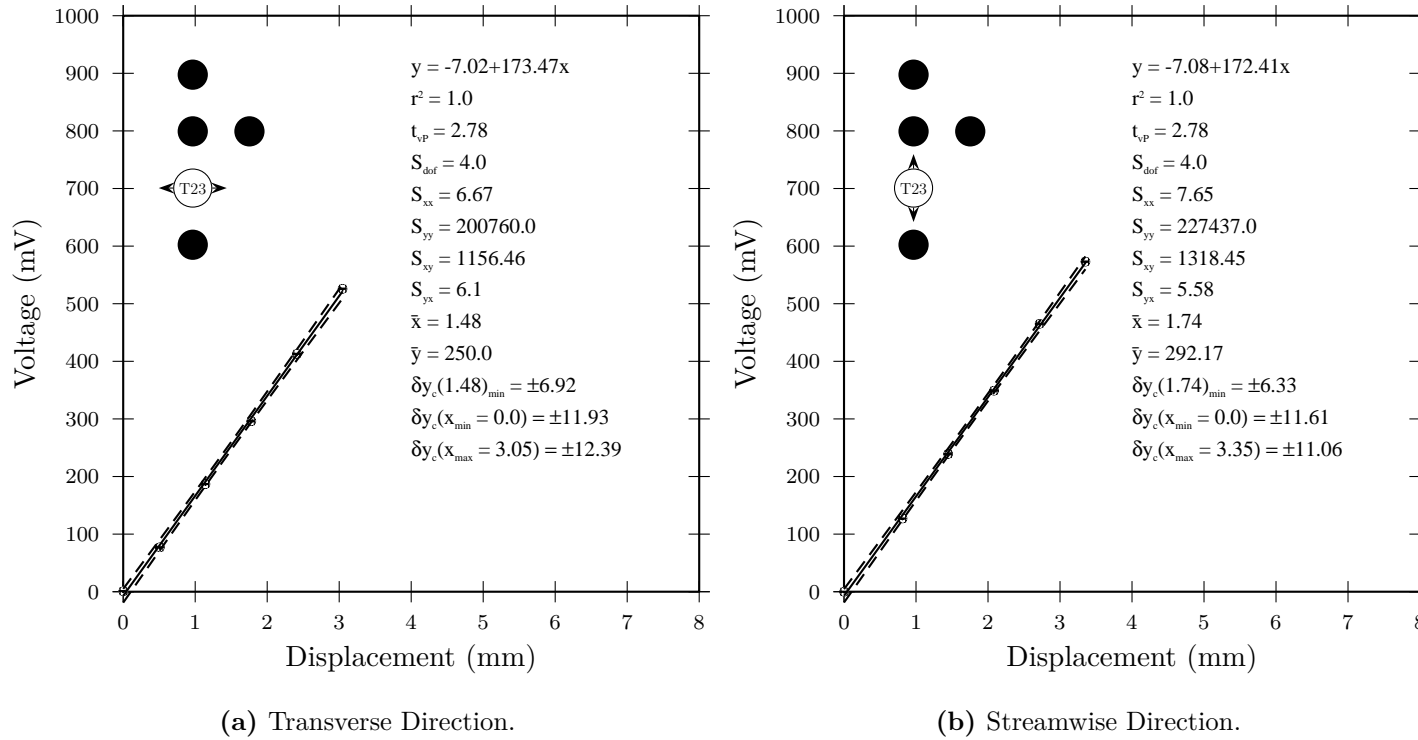 1000
900
800
700
600
500
400
300
200
100
0
Voltage (mV)
0 1 2 3 4 5 6 7 8
Displacement (mm)
T23
y = -7.02+173.47x
r² = 1.0
t_vP = 2.78
S_dof = 4.0
S_xx = 6.67
S_yy = 200760.0
S_xy = 1156.46
S_yx = 6.1
x̄ = 1.48
ȳ = 250.0
δy_c(1.48)_min = ±6.92
δy_c(x_min = 0.0) = ±11.93
δy_c(x_max = 3.05) = ±12.39
(a) Transverse Direction.
1000
900
800
700
600
500
400
300
200
100
0
Voltage (mV)
0 1 2 3 4 5 6 7 8
Displacement (mm)
T23
y = -7.08+172.41x
r² = 1.0
t_vP = 2.78
S_dof = 4.0
S_xx = 7.65
S_yy = 227437.0
S_xy = 1318.45
S_yx = 5.58
x̄ = 1.74
ȳ = 292.17
δy_c(1.74)_min = ±6.33
δy_c(x_min = 0.0) = ±11.61
δy_c(x_max = 3.35) = ±11.06
(b) Streamwise Direction.